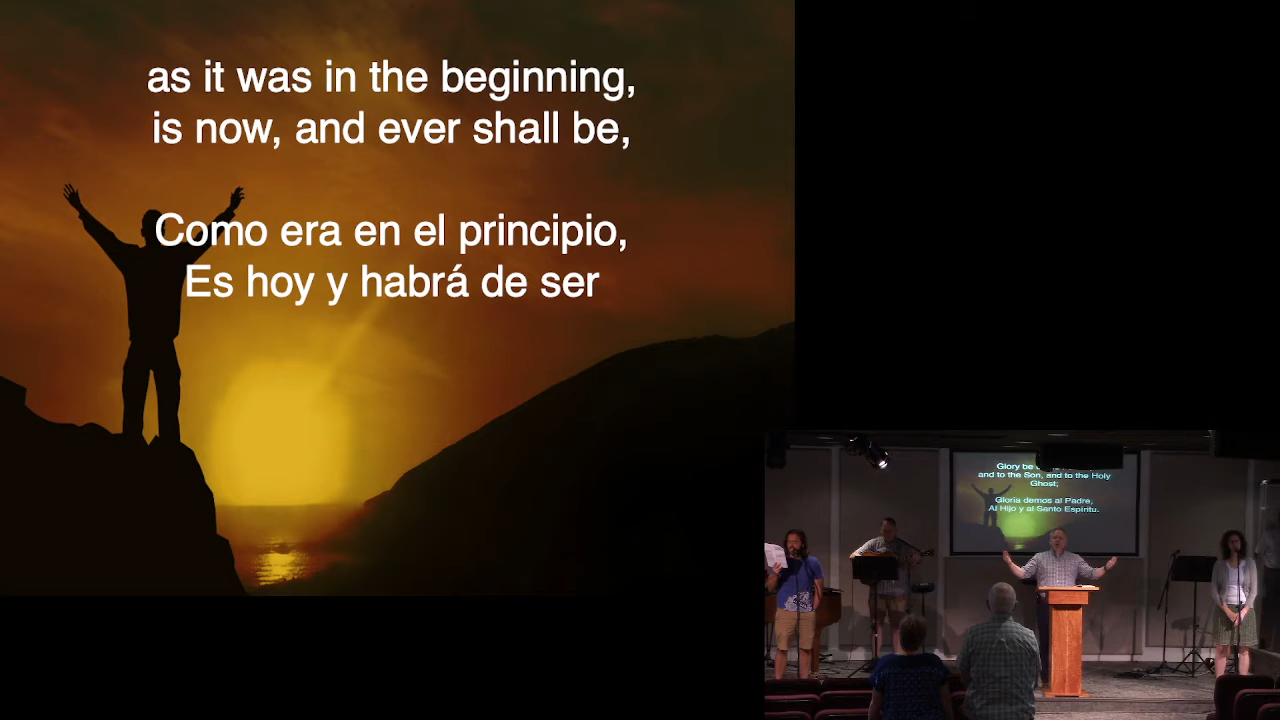 as it was in the beginning,
is now, and ever shall be,
Como era en el principio,
Es hoy y habrá de ser
Glory be
and to the Son, and to the Holy
Ghost;
Gloria demos al Padre,
Al Hijo y al Santo Espíritu.